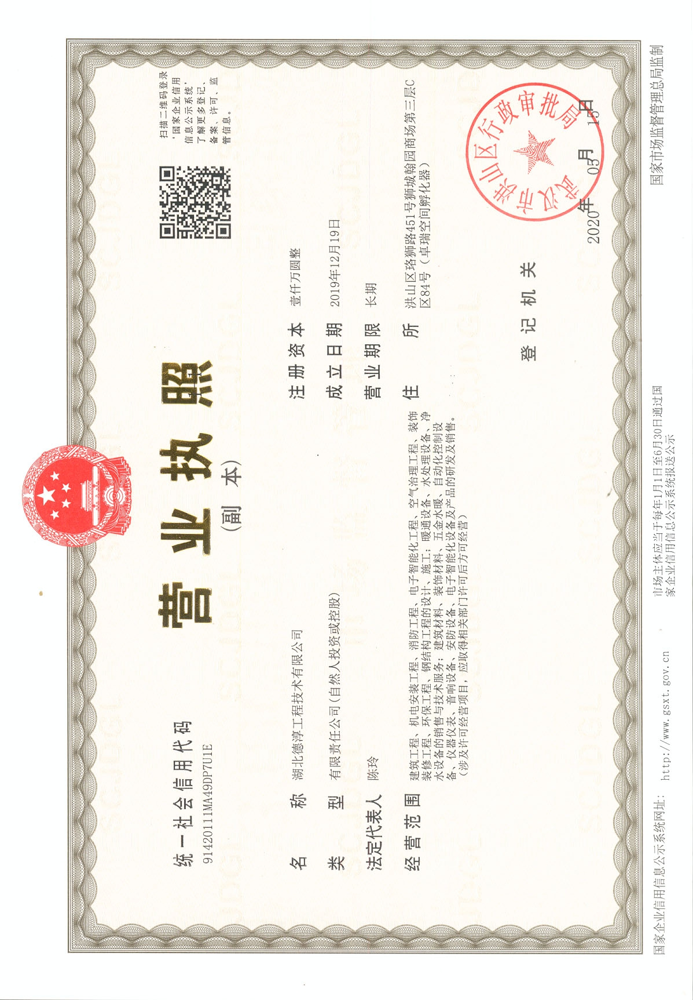 营业执照
(副 本)
1-1
统一社会信用代码
91420111MA49DP7U1E
扫描二维码登录
'国家企业信用
信息公示系统'
了解更多登记、
备案、许可、监
管信息。
名 称 湖北德淳工程技术有限公司
类 型 有限责任公司(自然人投资或控股)
法定代表人 陈玲
经营范围 建筑工程、机电安装工程、消防工程、电子智能化工程、空气治理工程、装饰
装修工程、环保工程、钢结构工程的设计、施工；暖通设备、水处理设备、净
水设备的销售与技术服务；建筑材料、装饰材料、五金水暖、自动化控制设
备、仪器仪表、音响设备、安防设备、电子智能化设备及产品的研发及销售。
（涉及许可经营项目，应取得相关部门许可后方可经营）
注册资本 壹仟万圆整
成立日期 2019年12月19日
营业期限 长期
住 所 洪山区珞狮路451号狮城翰园商场第三层C
区84号（卓瑞空间孵化器）
登记机关
武汉市洪山区行政审批局
2020年 05月 15日
国家企业信用信息公示系统网址： http://www.gsxt.gov.cn
市场主体应当于每年1月1日至6月30日通过国
家企业信用信息公示系统报送公示
国家市场监督管理总局监制